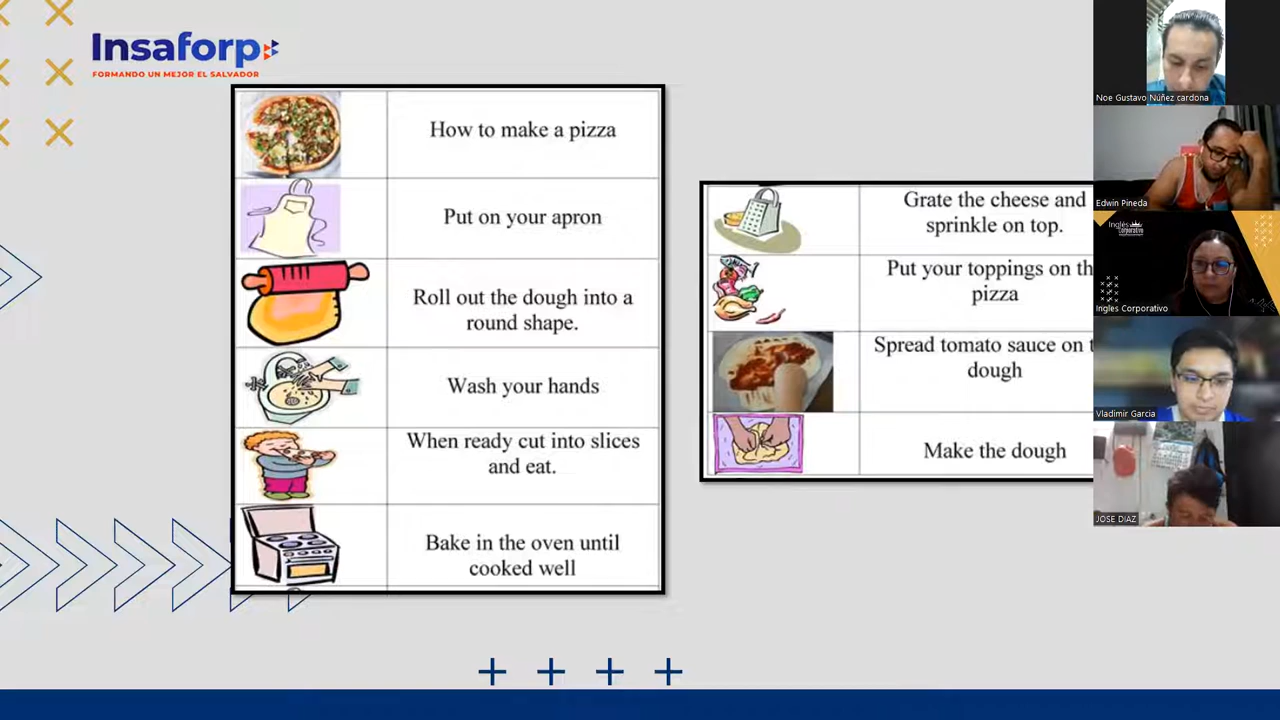 Insaforp
FORMANDO UN MEJOR EL SALVADOR
How to make a pizza
Put on your apron
Roll out the dough into a
round shape.
Wash your hands
When ready cut into slices
and eat.
Bake in the oven until
cooked well
Grate the cheese and
sprinkle on top.
Put your toppings on th
pizza
Spread tomato sauce on t
dough
Make the dough
Noe Gustavo Núñez cardona
Edwin Pineda
Inglés
Corporativo
Ingles Corporativo
Vladimir Garcia
JOSE DIAZ